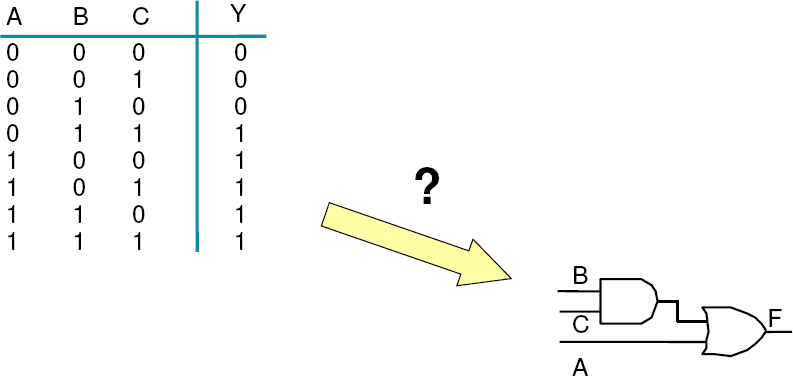 A B C Y
0 0 0 0
0 0 1 0
0 1 0 0
0 1 1 1
1 0 0 1
1 0 1 1
1 1 0 1
1 1 1 1
?
B
C
F
A